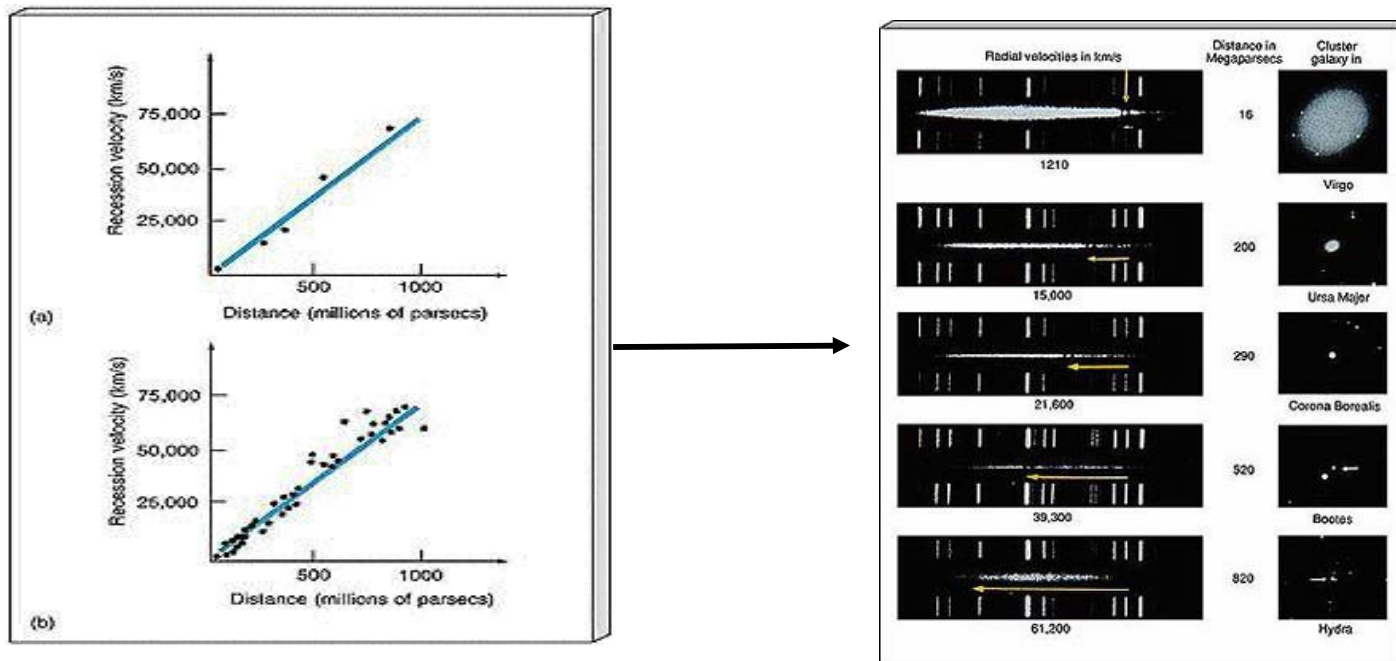 Recession velocity (km/s)
75,000
50,000
25,000
500
1000
Distance (millions of parsecs)
(a)
Recession velocity (km/s)
75,000
50,000
25,000
500
1000
Distance (millions of parsecs)
(b)
Radial velocities in km/s
Distance in
Megaparsecs
Cluster
galaxy in
16
1210
Virgo
200
15,000
Ursa Major
290
21,600
Corona Borealis
520
39,300
Bootes
820
61,200
Hydra